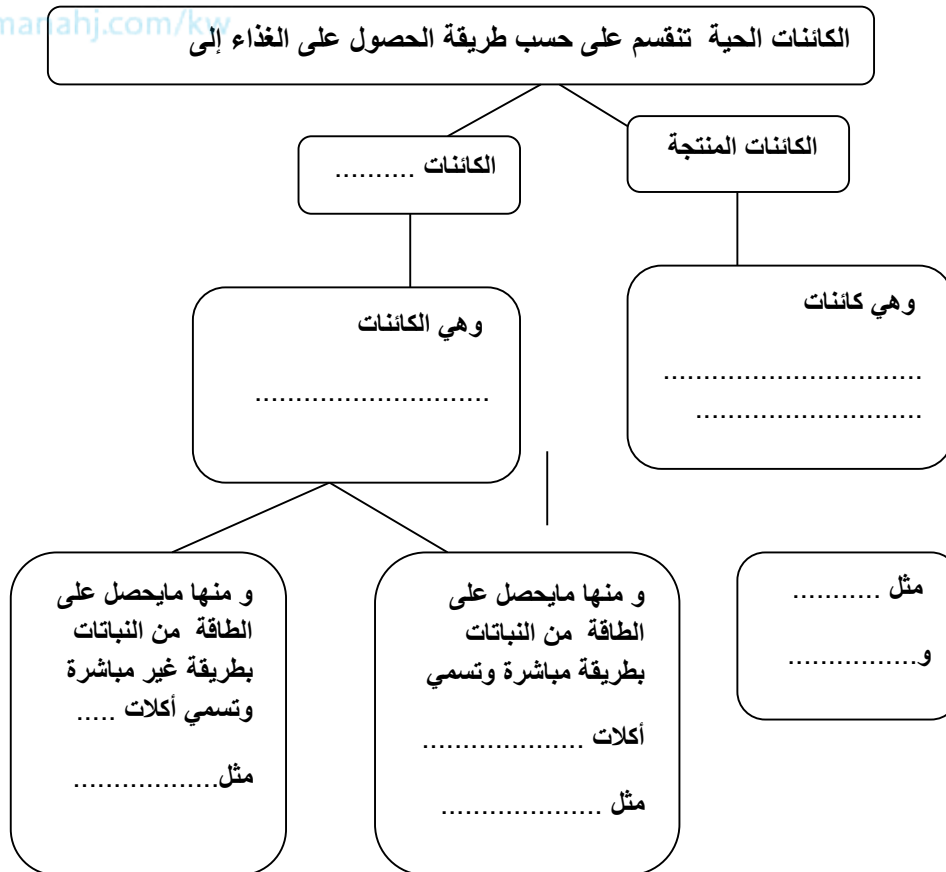 manahj.com/kw
الكائنات الحية تنقسم على حسب طريقة الحصول على الغذاء إلى
الكائنات المنتجة
الكائنات ..........
وهي كائنات
................................
............................
وهي الكائنات
.............................
مثل ...........
و................
و منها مايحصل على
الطاقة من النباتات
بطريقة مباشرة وتسمي
أكلات ....................
مثل ....................
و منها مايحصل على
الطاقة من النباتات
بطريقة غير مباشرة
وتسمي أكلات .....
مثل..................